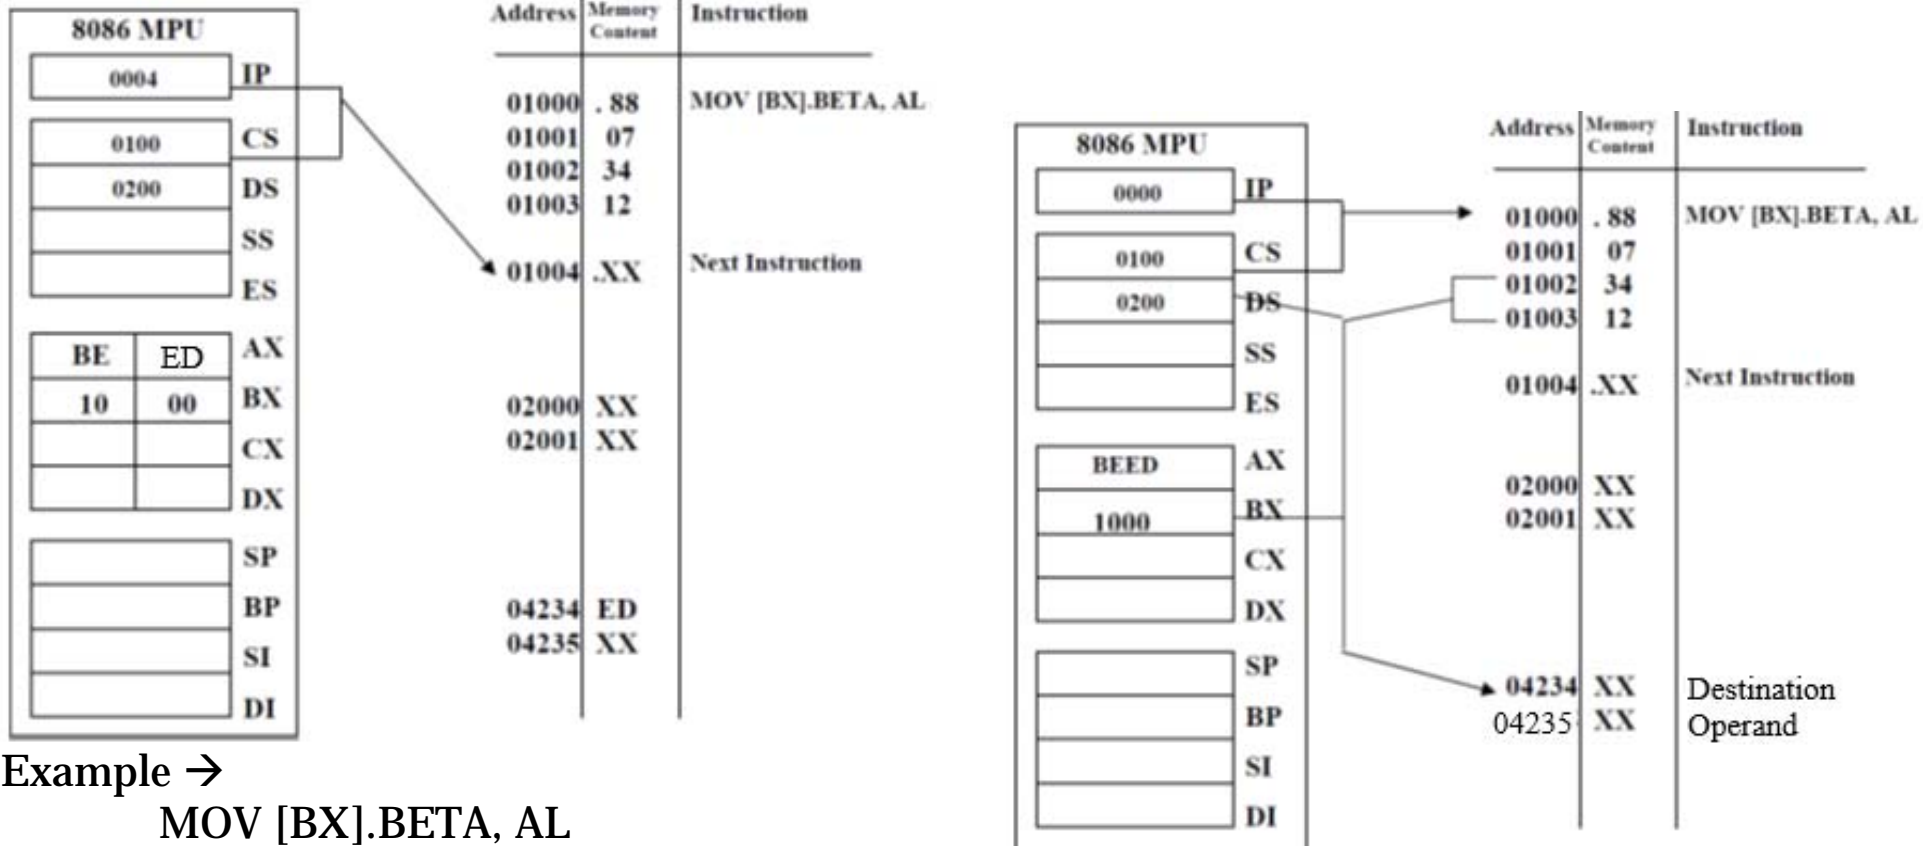 8086 MPU
0004 IP
0100 CS
0200 DS
SS
ES
BE ED AX
10 00 BX
CX
DX
SP
BP
SI
DI
Address Memory Content Instruction
01000 . 88 MOV [BX].BETA, AL
01001 07
01002 34
01003 12
01004 .XX Next Instruction
02000 XX
02001 XX
04234 ED
04235 XX
8086 MPU
0000 IP
0100 CS
0200 DS
SS
ES
BEED AX
1000 BX
CX
DX
SP
BP
SI
DI
Address Memory Content Instruction
01000 . 88 MOV [BX].BETA, AL
01001 07
01002 34
01003 12
01004 .XX Next Instruction
02000 XX
02001 XX
04234 XX Destination
04235 XX Operand
Example →
MOV [BX].BETA, AL